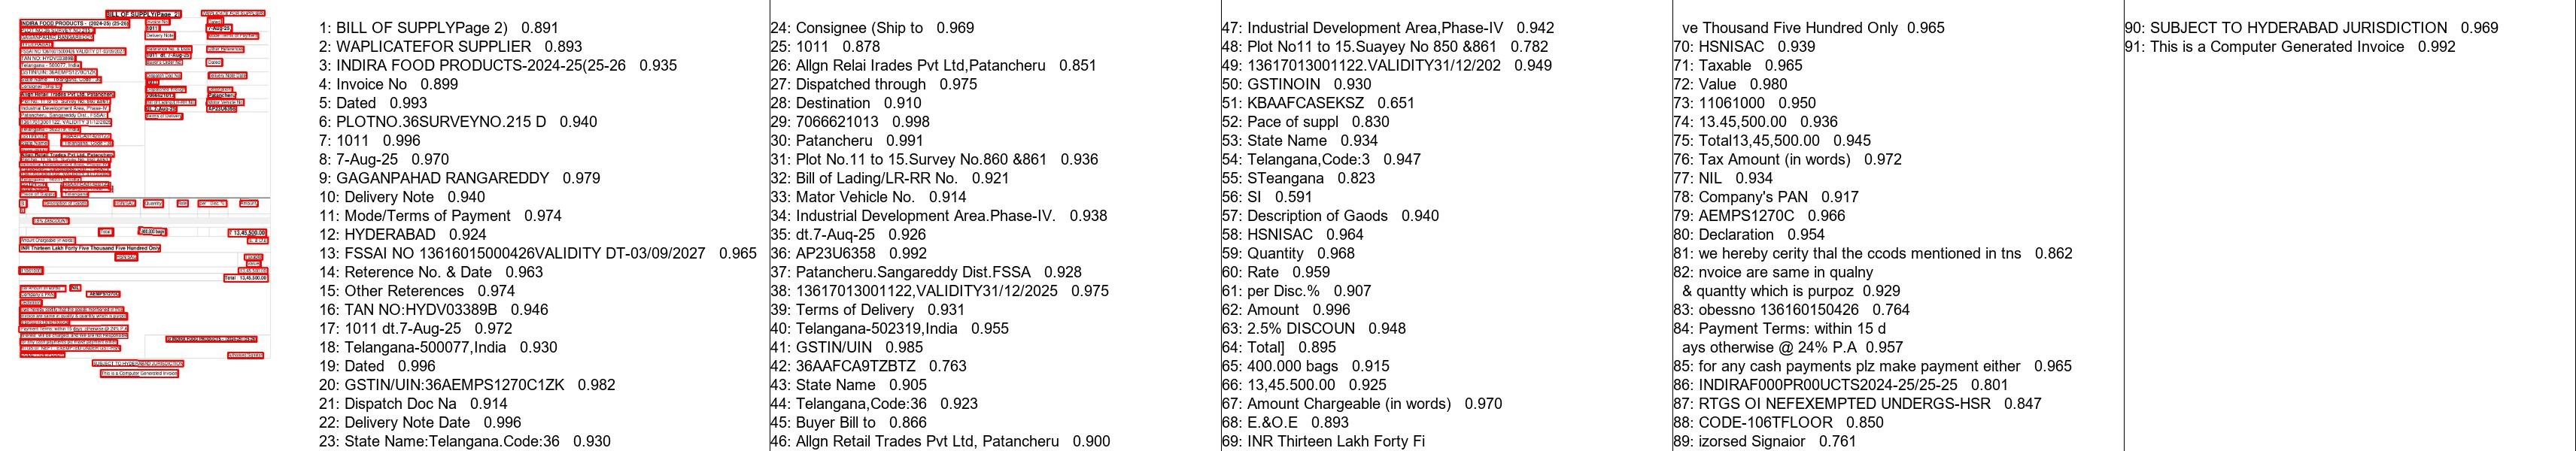 1: BILL OF SUPPLYPage 2) 0.891
2: WAPLICATEFOR SUPPLIER 0.893
3: INDIRA FOOD PRODUCTS-2024-25(25-26 0.935
4: Invoice No 0.899
5: Dated 0.993
6: PLOTNO.36SURVEYNO.215 D 0.940
7: 1011 0.996
8: 7-Aug-25 0.970
9: GAGANPAHAD RANGAREDDY 0.979
10: Delivery Note 0.940
11: Mode/Terms of Payment 0.974
12: HYDERABAD 0.924
13: FSSAI NO 13616015000426VALIDITY DT-03/09/2027 0.965
14: Reterence No. & Date 0.963
15: Other References 0.974
16: TAN NO:HYDV03389B 0.946
17: 1011 dt.7-Aug-25 0.972
18: Telangana-500077,India 0.930
19: Dated 0.996
20: GSTIN/UIN:36AEMPS1270C1ZK 0.982
21: Dispatch Doc Na 0.914
22: Delivery Note Date 0.996
23: State Name:Telangana.Code:36 0.930
24: Consignee (Ship to 0.969
25: 1011 0.878
26: Allgn Relai Irades Pvt Ltd,Patancheru 0.851
27: Dispatched through 0.975
28: Destination 0.910
29: 7066621013 0.998
30: Patancheru 0.991
31: Plot No.11 to 15.Survey No.860 &861 0.936
32: Bill of Lading/LR-RR No. 0.921
33: Mator Vehicle No. 0.914
34: Industrial Development Area.Phase-IV. 0.938
35: dt.7-Auq-25 0.926
36: AP23U6358 0.992
37: Patancheru.Sangareddy Dist.FSSA 0.928
38: 13617013001122,VALIDITY31/12/2025 0.975
39: Terms of Delivery 0.931
40: Telangana-502319,India 0.955
41: GSTIN/UIN 0.985
42: 36AAFCA9TZBTZ 0.763
43: State Name 0.905
44: Telangana,Code:36 0.923
45: Buyer Bill to 0.866
46: Allgn Retail Trades Pvt Ltd, Patancheru 0.900
47: Industrial Development Area,Phase-IV 0.942
48: Plot No11 to 15.Suayey No 850 &861 0.782
49: 13617013001122.VALIDITY31/12/202 0.949
50: GSTINOIN 0.930
51: KBAAFCASEKSZ 0.651
52: Pace of suppl 0.830
53: State Name 0.934
54: Telangana,Code:3 0.947
55: STeangana 0.823
56: SI 0.591
57: Description of Gaods 0.940
58: HSNISAC 0.964
59: Quantity 0.968
60: Rate 0.959
61: per Disc.% 0.907
62: Amount 0.996
63: 2.5% DISCOUN 0.948
64: Total] 0.895
65: 400.000 bags 0.915
66: 13,45.500.00 0.925
67: Amount Chargeable (in words) 0.970
68: E.&O.E 0.893
69: INR Thirteen Lakh Forty Fi
ve Thousand Five Hundred Only 0.965
70: HSNISAC 0.939
71: Taxable 0.965
72: Value 0.980
73: 11061000 0.950
74: 13.45,500.00 0.936
75: Total13,45,500.00 0.945
76: Tax Amount (in words) 0.972
77: NIL 0.934
78: Company's PAN 0.917
79: AEMPS1270C 0.966
80: Declaration 0.954
81: we hereby cerity thal the ccods mentioned in tns 0.862
82: nvoice are same in qualny
& quantty which is purpoz 0.929
83: obessno 136160150426 0.764
84: Payment Terms: within 15 d
ays otherwise @ 24% P.A 0.957
85: for any cash payments plz make payment either 0.965
86: INDIRAF000PR00UCTS2024-25/25-25 0.801
87: RTGS OI NEFEXEMPTED UNDERGS-HSR 0.847
88: CODE-106TFLOOR 0.850
89: izorsed Signaior 0.761
90: SUBJECT TO HYDERABAD JURISDICTION 0.969
91: This is a Computer Generated Invoice 0.992